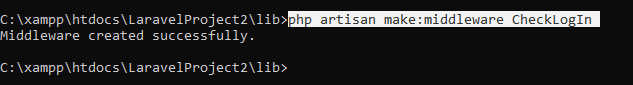 C:\xampp\htdocs\LaravelProject2\lib>php artisan make:middleware CheckLogIn
Middleware created successfully.
C:\xampp\htdocs\LaravelProject2\lib>